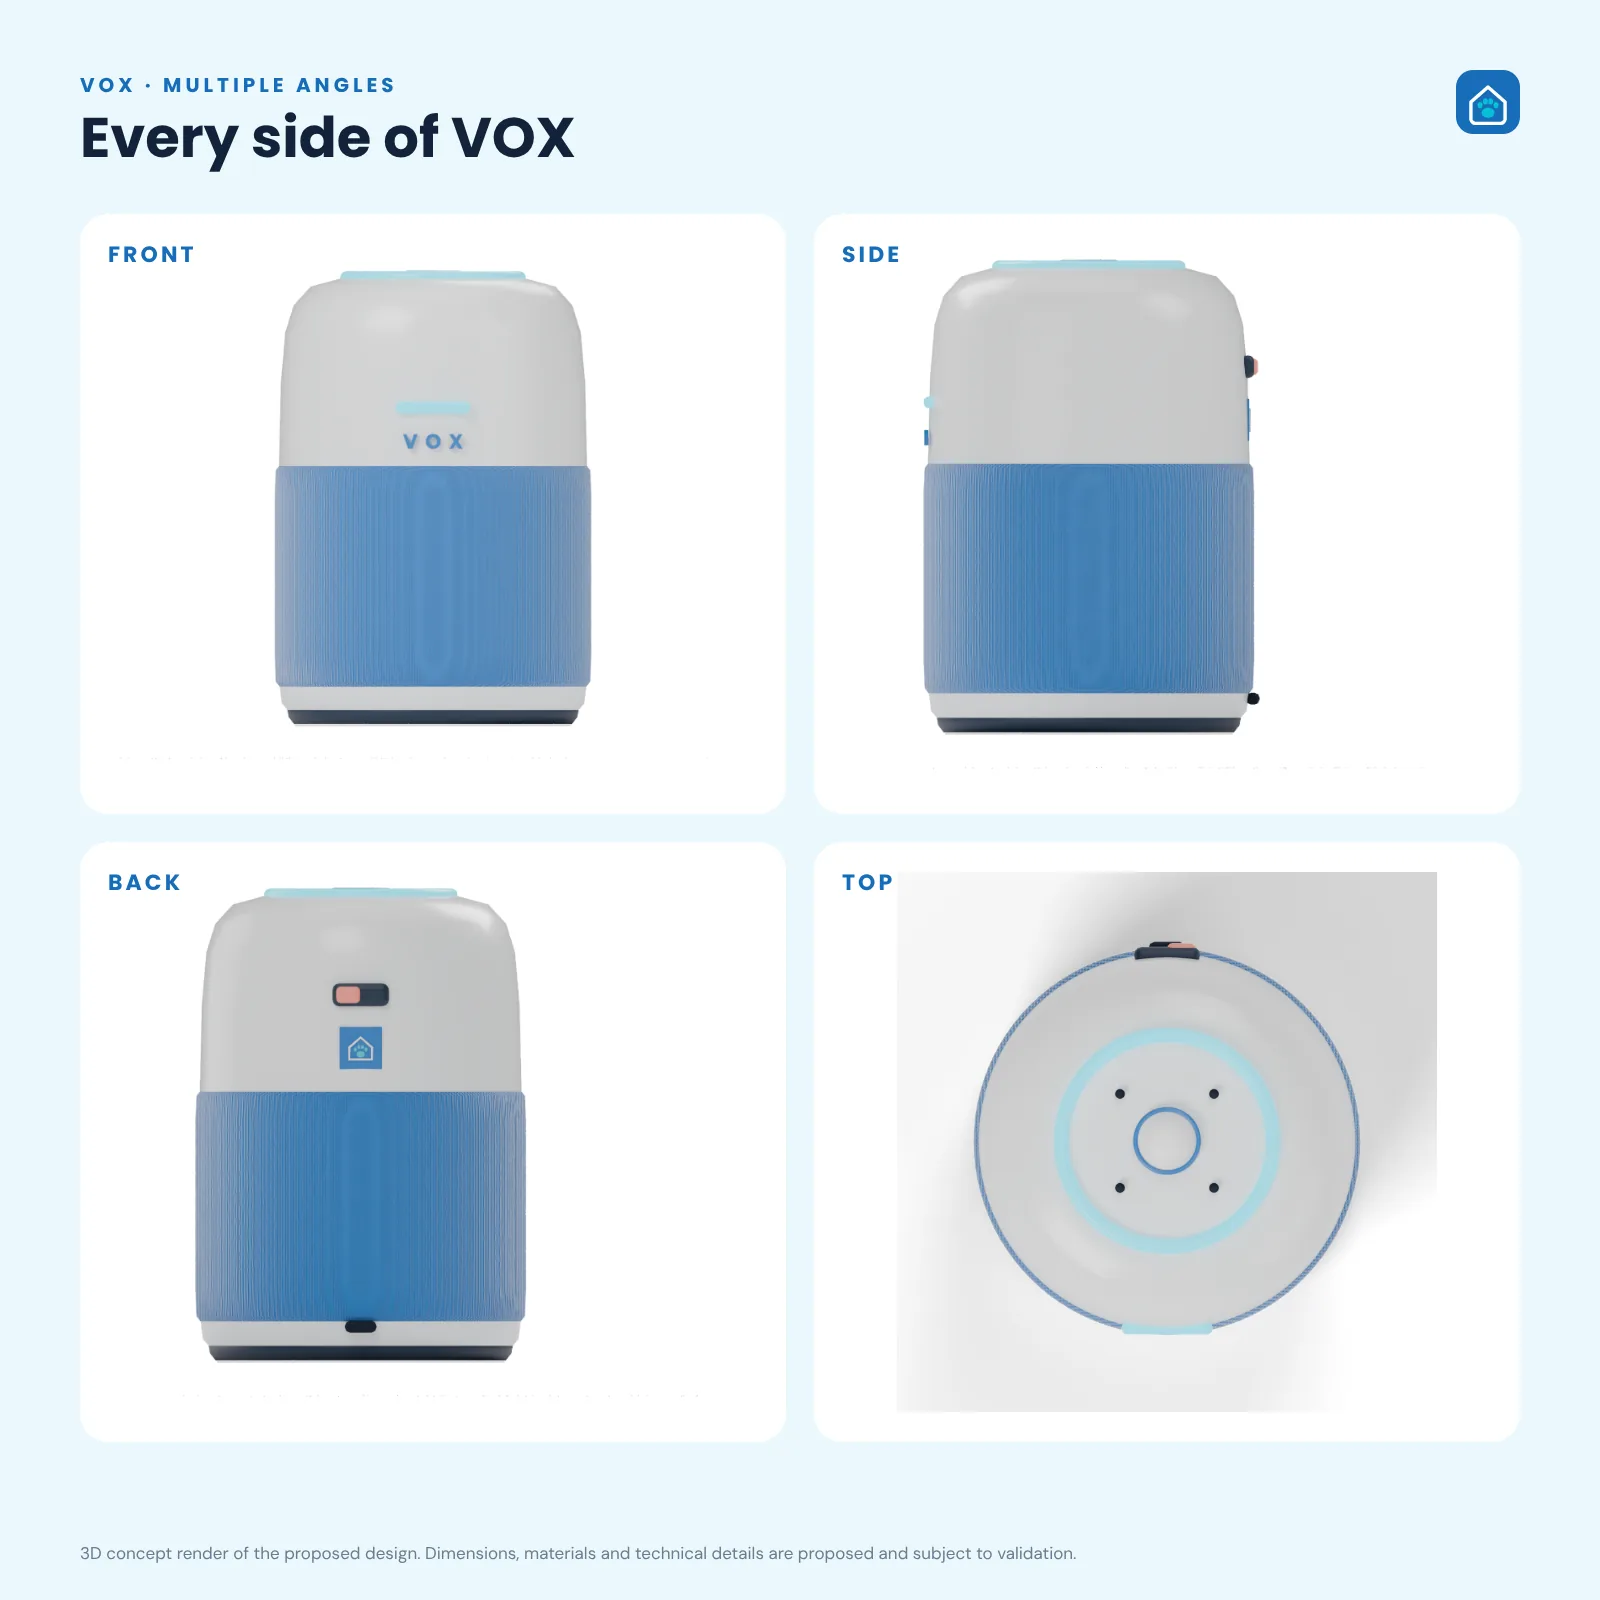 VOX · MULTIPLE ANGLES
Every side of VOX
FRONT
VOX
SIDE
BACK
TOP
3D concept render of the proposed design. Dimensions, materials and technical details are proposed and subject to validation.